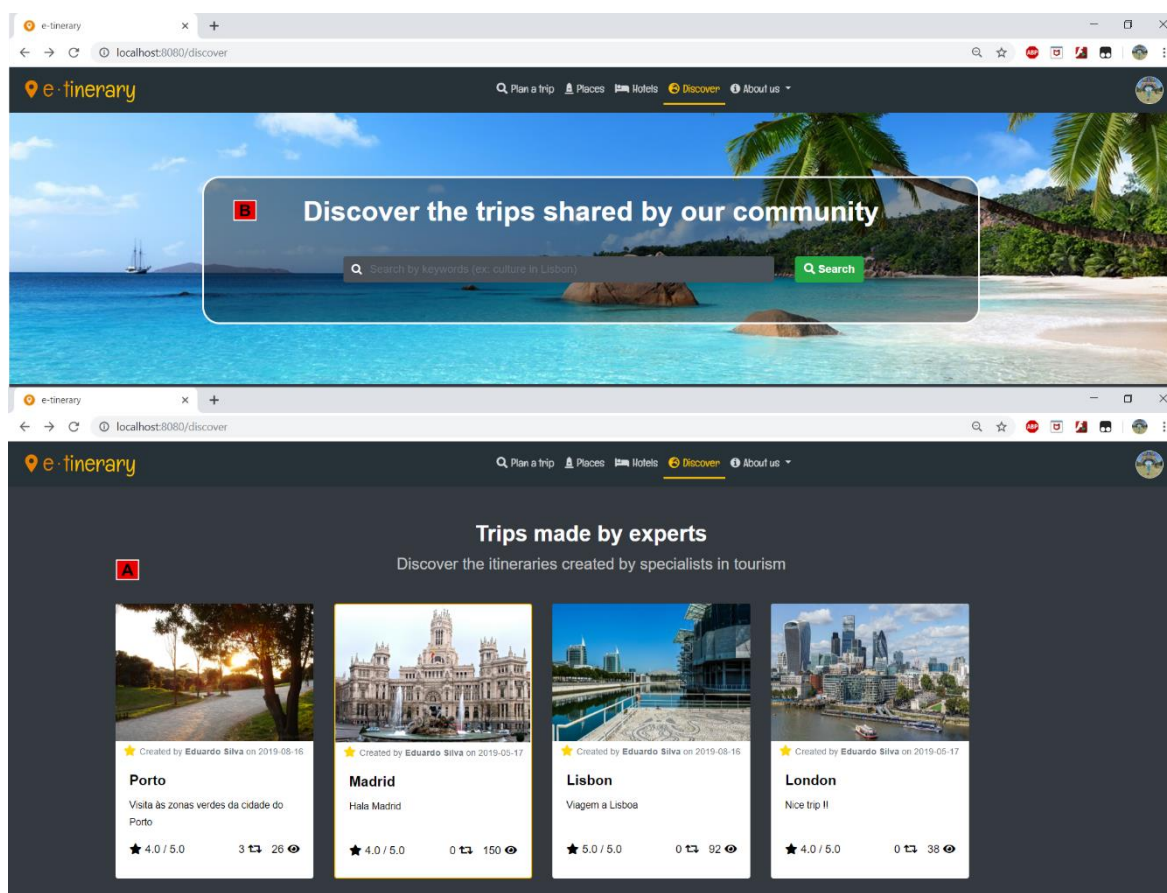 e-tinerary
localhost:8080/discover
ABP
e·tinerary
Plan a trip Places Hotels Discover About us
B
Discover the trips shared by our community
Search by keywords (ex: culture in Lisbon)
Search
e-tinerary
localhost:8080/discover
ABP
e·tinerary
Plan a trip Places Hotels Discover About us
Trips made by experts
Discover the itineraries created by specialists in tourism
A
Created by Eduardo Silva on 2019-08-16
Porto
Visita às zonas verdes da cidade do
Porto
4.0 / 5.0 3 26
Created by Eduardo Silva on 2019-05-17
Madrid
Hala Madrid
4.0 / 5.0 0 150
Created by Eduardo Silva on 2019-08-16
Lisbon
Viagem a Lisboa
5.0 / 5.0 0 92
Created by Eduardo Silva on 2019-05-17
London
Nice trip !!
4.0 / 5.0 0 38